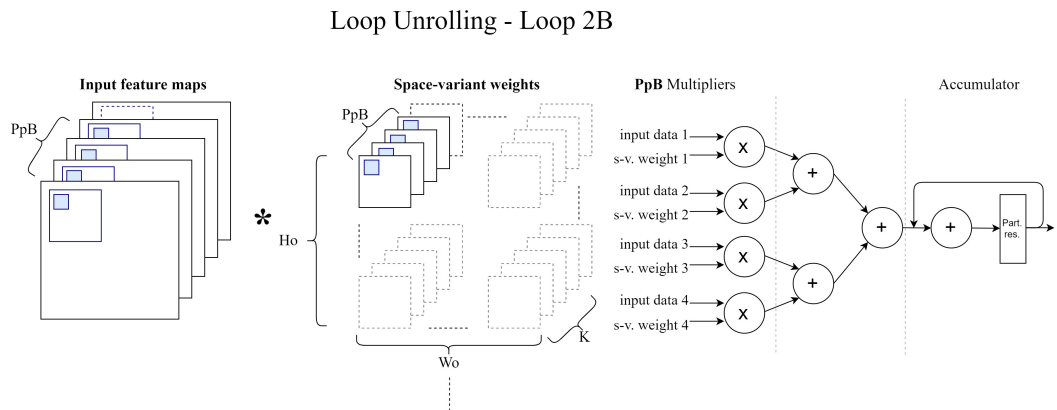 Loop Unrolling - Loop 2B
Input feature maps
Space-variant weights
PpB Multipliers
Accumulator
PpB
PpB
*
Ho
Wo
K
input data 1
s-v. weight 1
x
input data 2
s-v. weight 2
x
+
input data 3
s-v. weight 3
x
input data 4
s-v. weight 4
x
+
+
+
Part.
res.